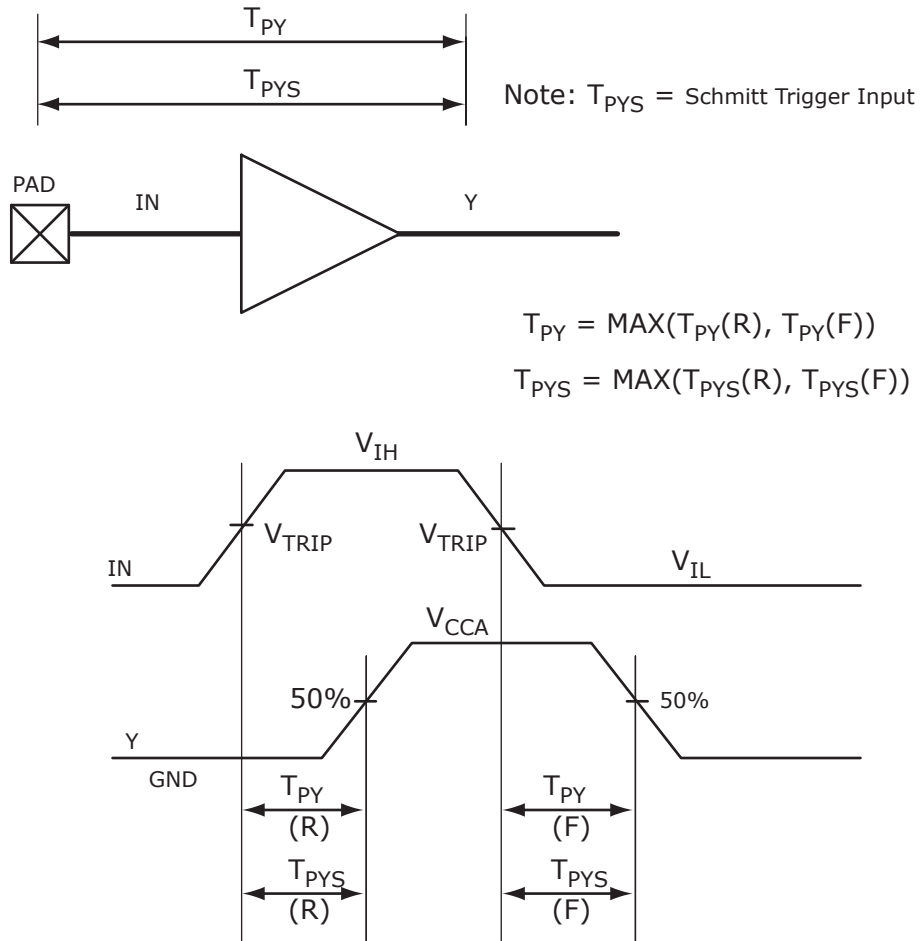 T_PY
T_PYS
Note: T_PYS = Schmitt Trigger Input
PAD
IN
Y
T_PY = MAX(T_PY(R), T_PY(F))
T_PYS = MAX(T_PYS(R), T_PYS(F))
V_IH
V_TRIP
V_TRIP
IN
V_IL
V_CCA
50%
50%
Y
GND
T_PY
(R)
T_PY
(F)
T_PYS
(R)
T_PYS
(F)